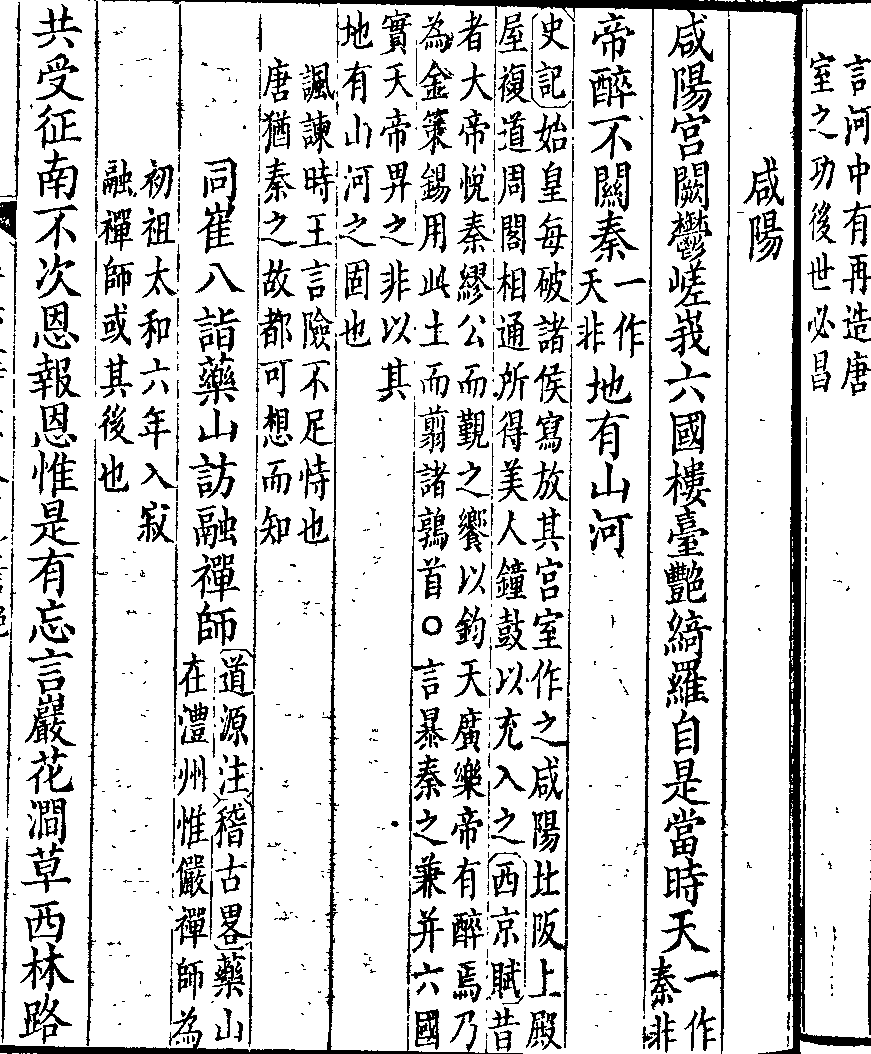 言河中有再造唐
室之功後世必昌
咸陽
咸陽宫闕鬱嵯峩六國樓臺艷綺羅自是當時天一作
秦非
帝醉不關秦一作
天非地有山河
史記始皇每破諸侯寫放其宫室作之咸陽北阪上殿
屋複道周閣相通所得美人鐘鼓以充入之西京賦昔
者大帝悅秦繆公而覲之饗以鈞天廣樂帝有醉焉乃
為金策錫用此土而翦諸鶉首○言暴秦之兼并六國
實天帝畀之非以其
地有山河之固也
諷諫時王言險不足恃也
唐猶秦之故都可想而知
同崔八詣藥山訪融禪師道源注稽古畧藥山
在澧州惟儼禪師為
初祖太和六年入寂
融禪師或其後也
共受征南不次恩報恩惟是有忘言巖花澗草西林路